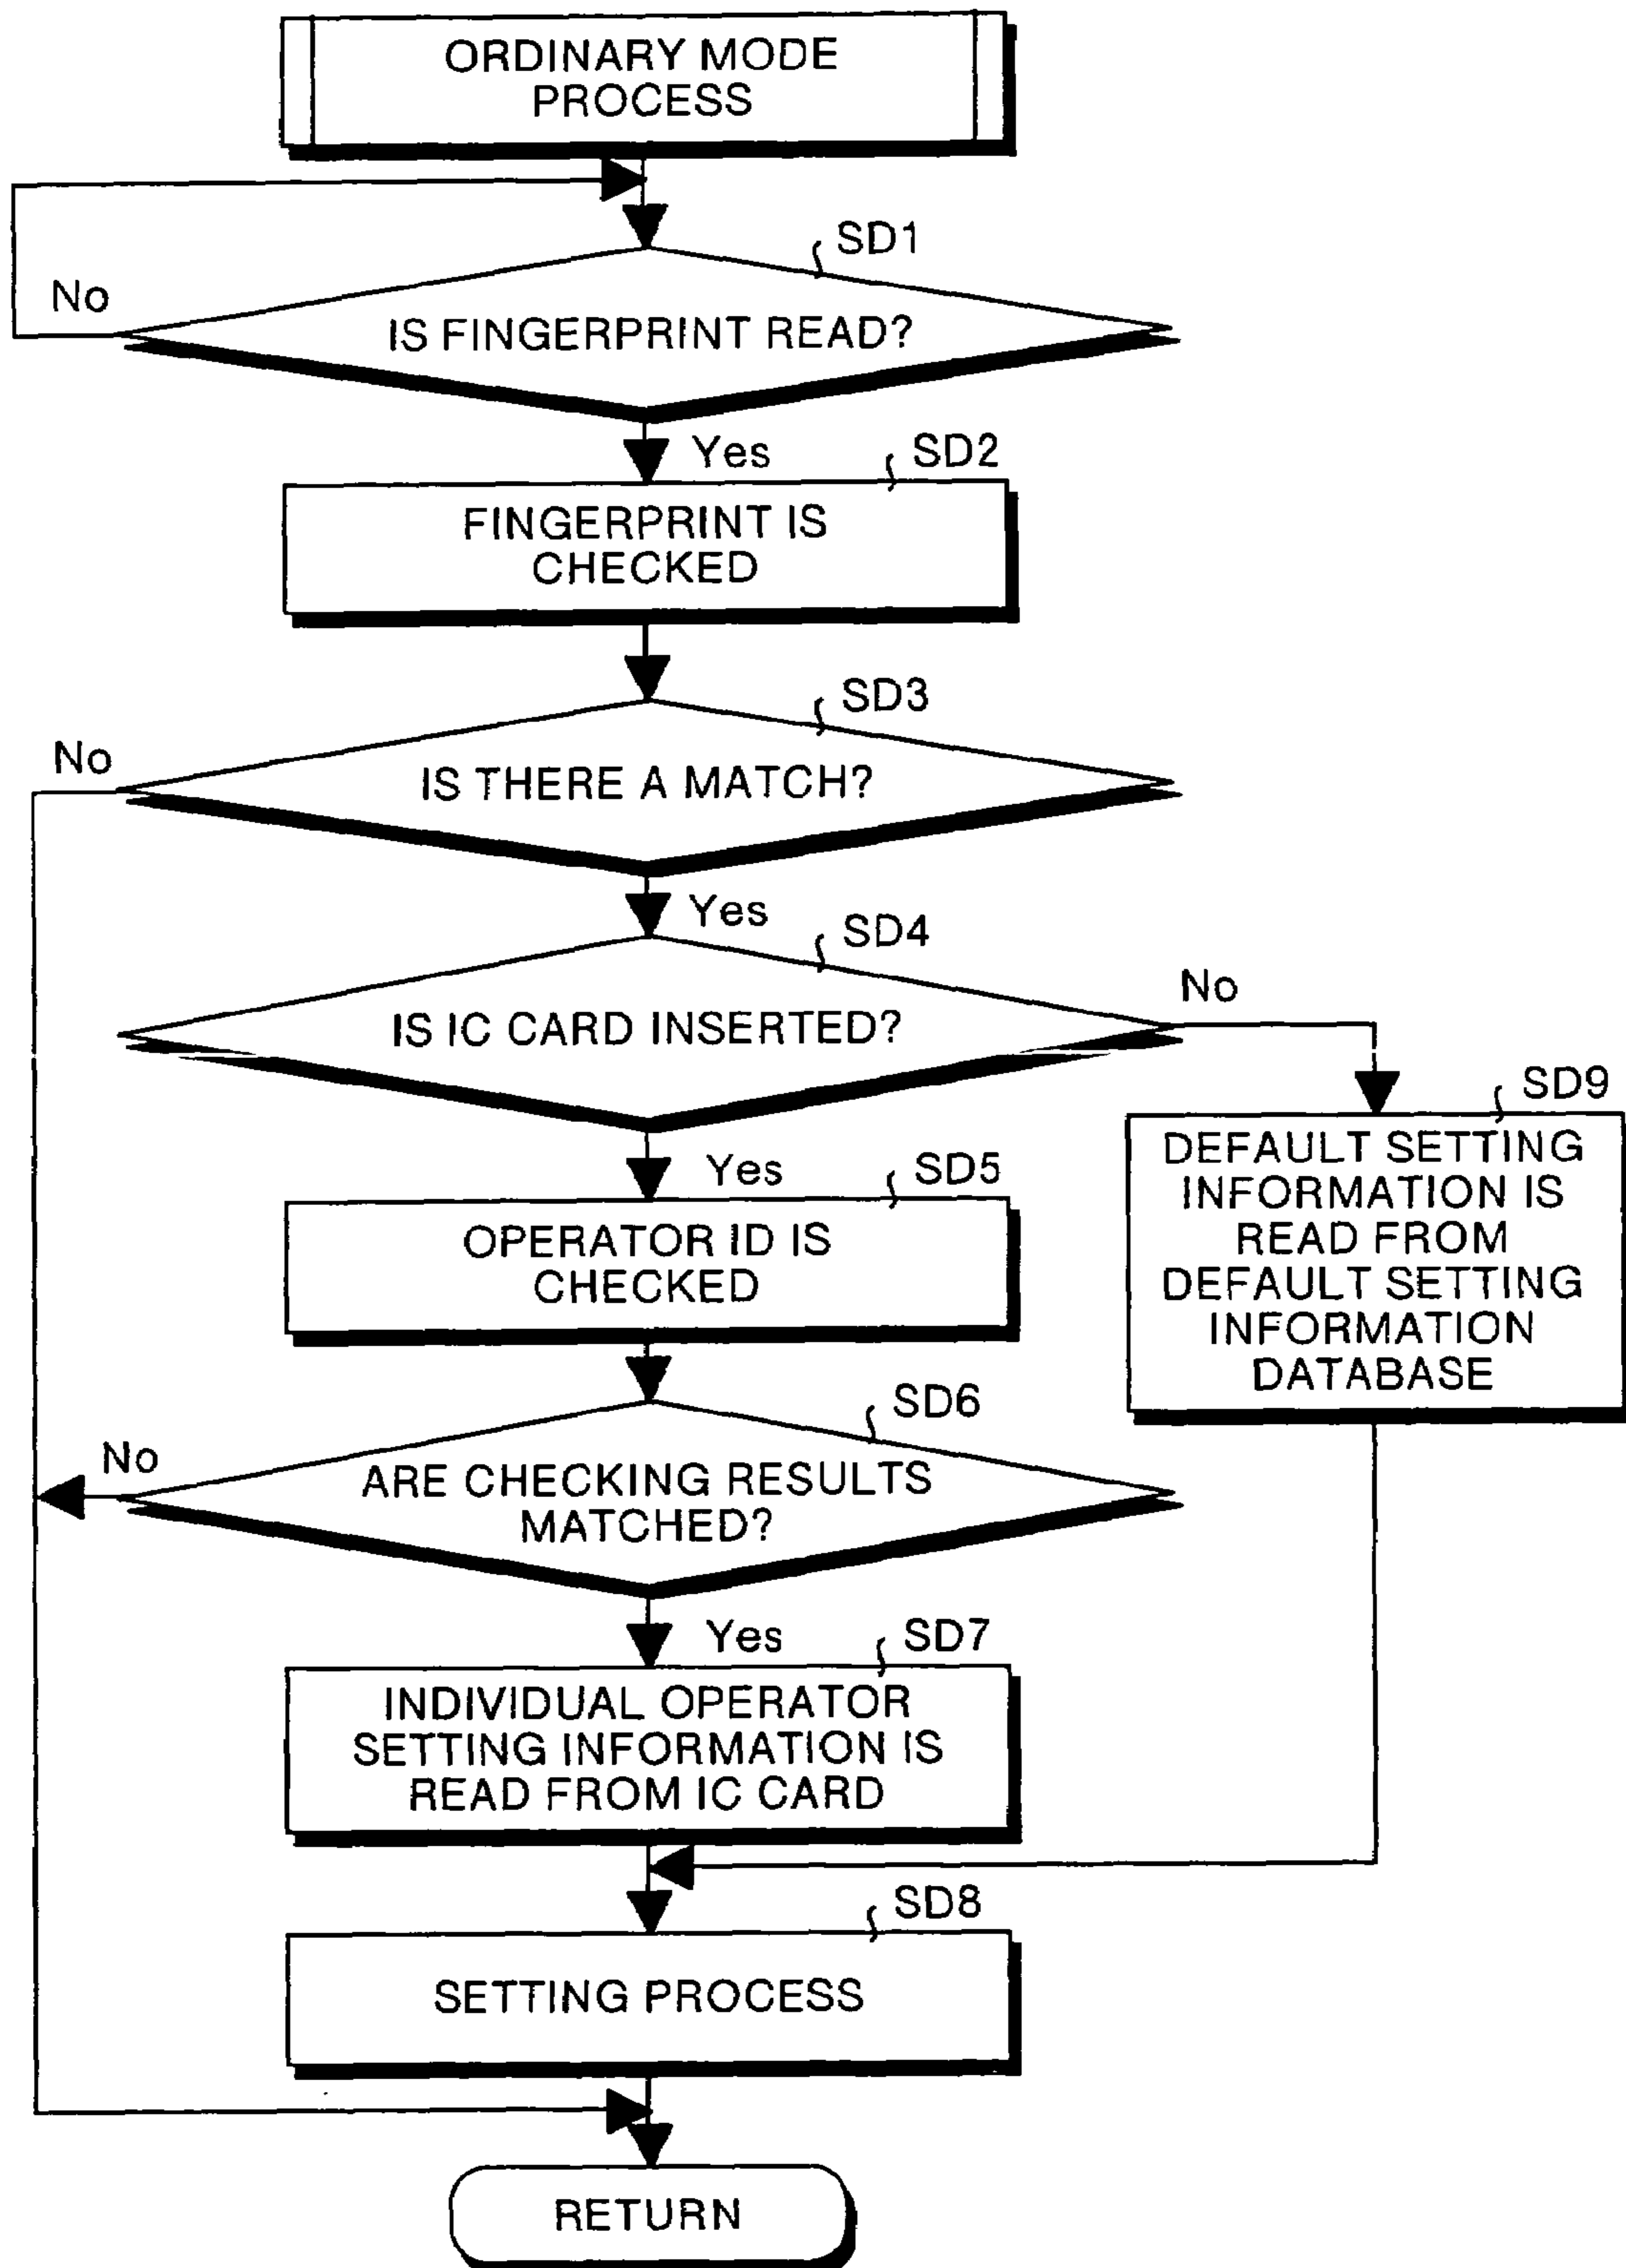 ORDINARY MODE
PROCESS
SD1
No
IS FINGERPRINT READ?
Yes
SD2
FINGERPRINT IS
CHECKED
SD3
No
IS THERE A MATCH?
Yes
SD4
No
IS IC CARD INSERTED?
SD9
DEFAULT SETTING
INFORMATION IS
READ FROM
DEFAULT SETTING
INFORMATION
DATABASE
Yes
SD5
OPERATOR ID IS
CHECKED
SD6
No
ARE CHECKING RESULTS
MATCHED?
Yes
SD7
INDIVIDUAL OPERATOR
SETTING INFORMATION IS
READ FROM IC CARD
SD8
SETTING PROCESS
RETURN